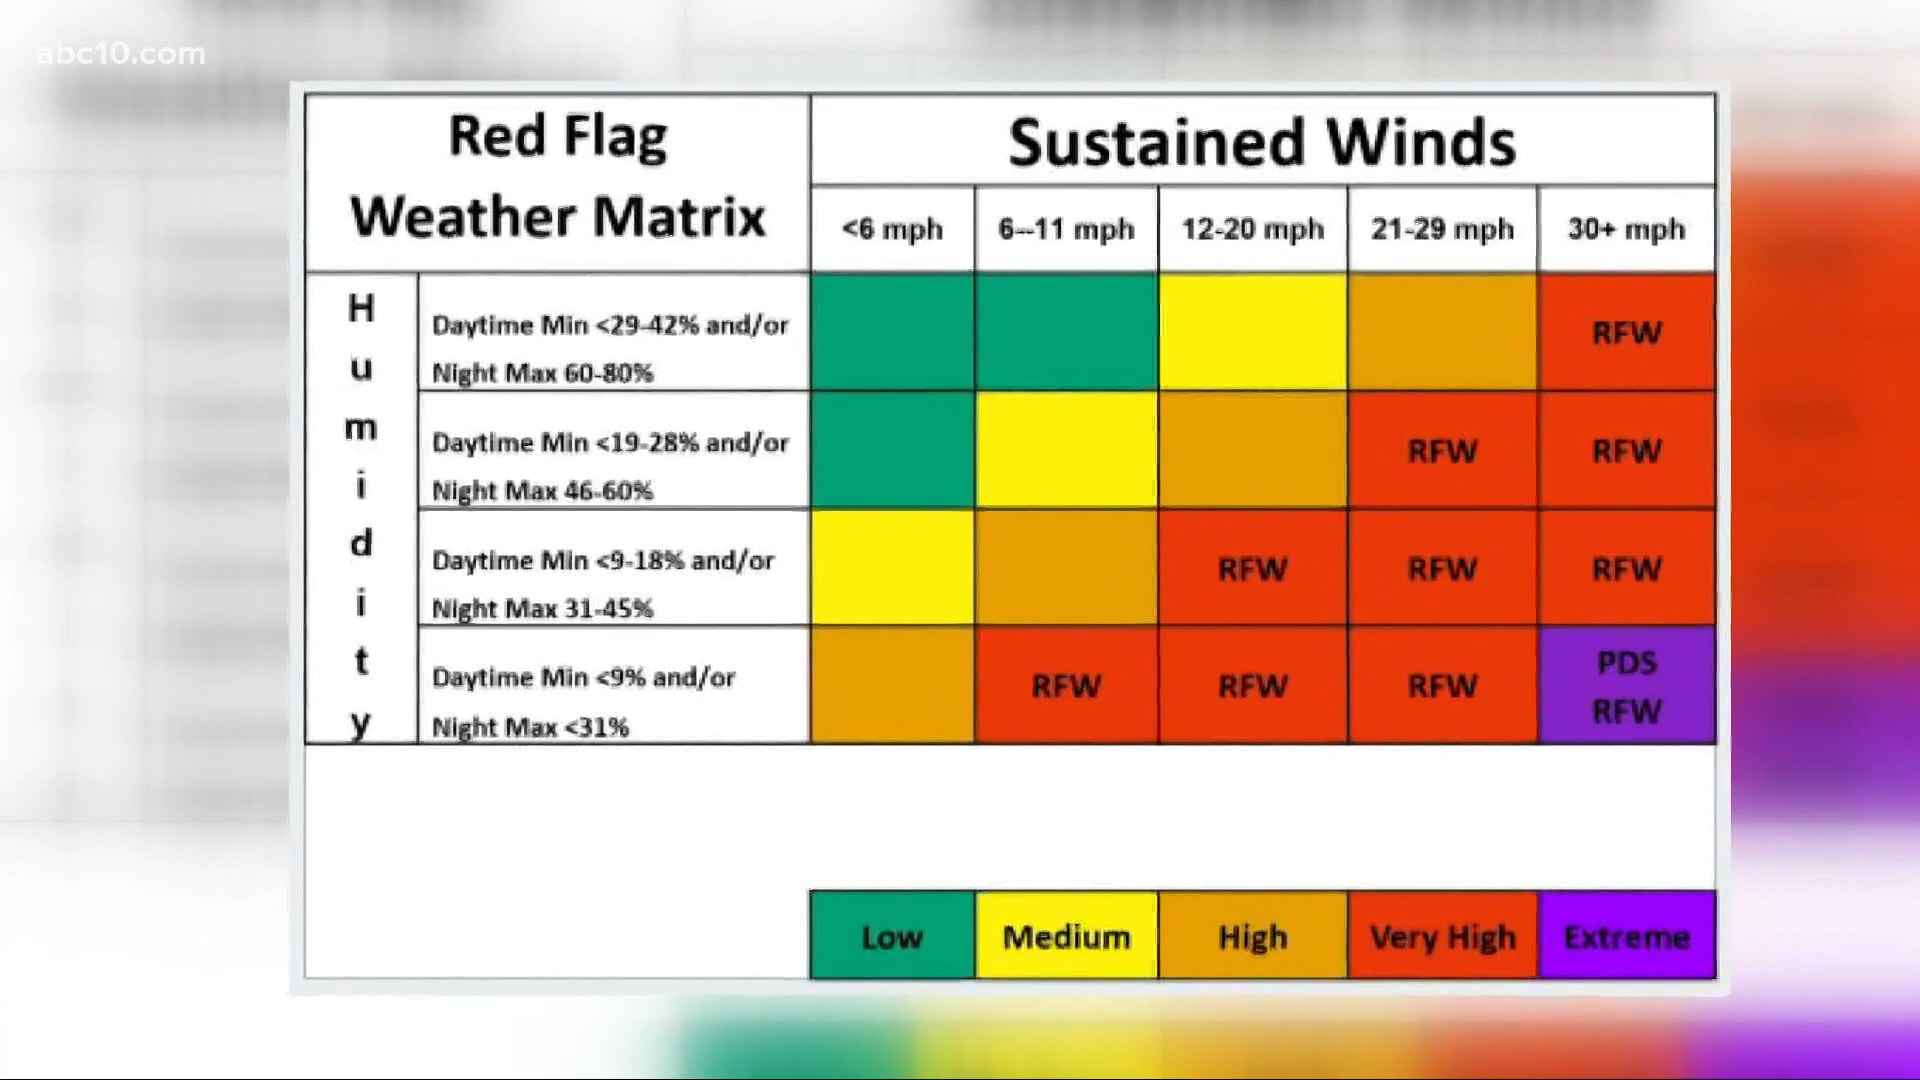 abc10.com
Red Flag
Weather Matrix
Sustained Winds
<6 mph
6--11 mph
12-20 mph
21-29 mph
30+ mph
H
u
m
i
d
i
t
y
Daytime Min <29-42% and/or
Night Max 60-80%
RFW
Daytime Min <19-28% and/or
Night Max 46-60%
RFW
RFW
Daytime Min <9-18% and/or
Night Max 31-45%
RFW
RFW
RFW
Daytime Min <9% and/or
Night Max <31%
RFW
RFW
RFW
PDS
RFW
Low
Medium
High
Very High
Extreme